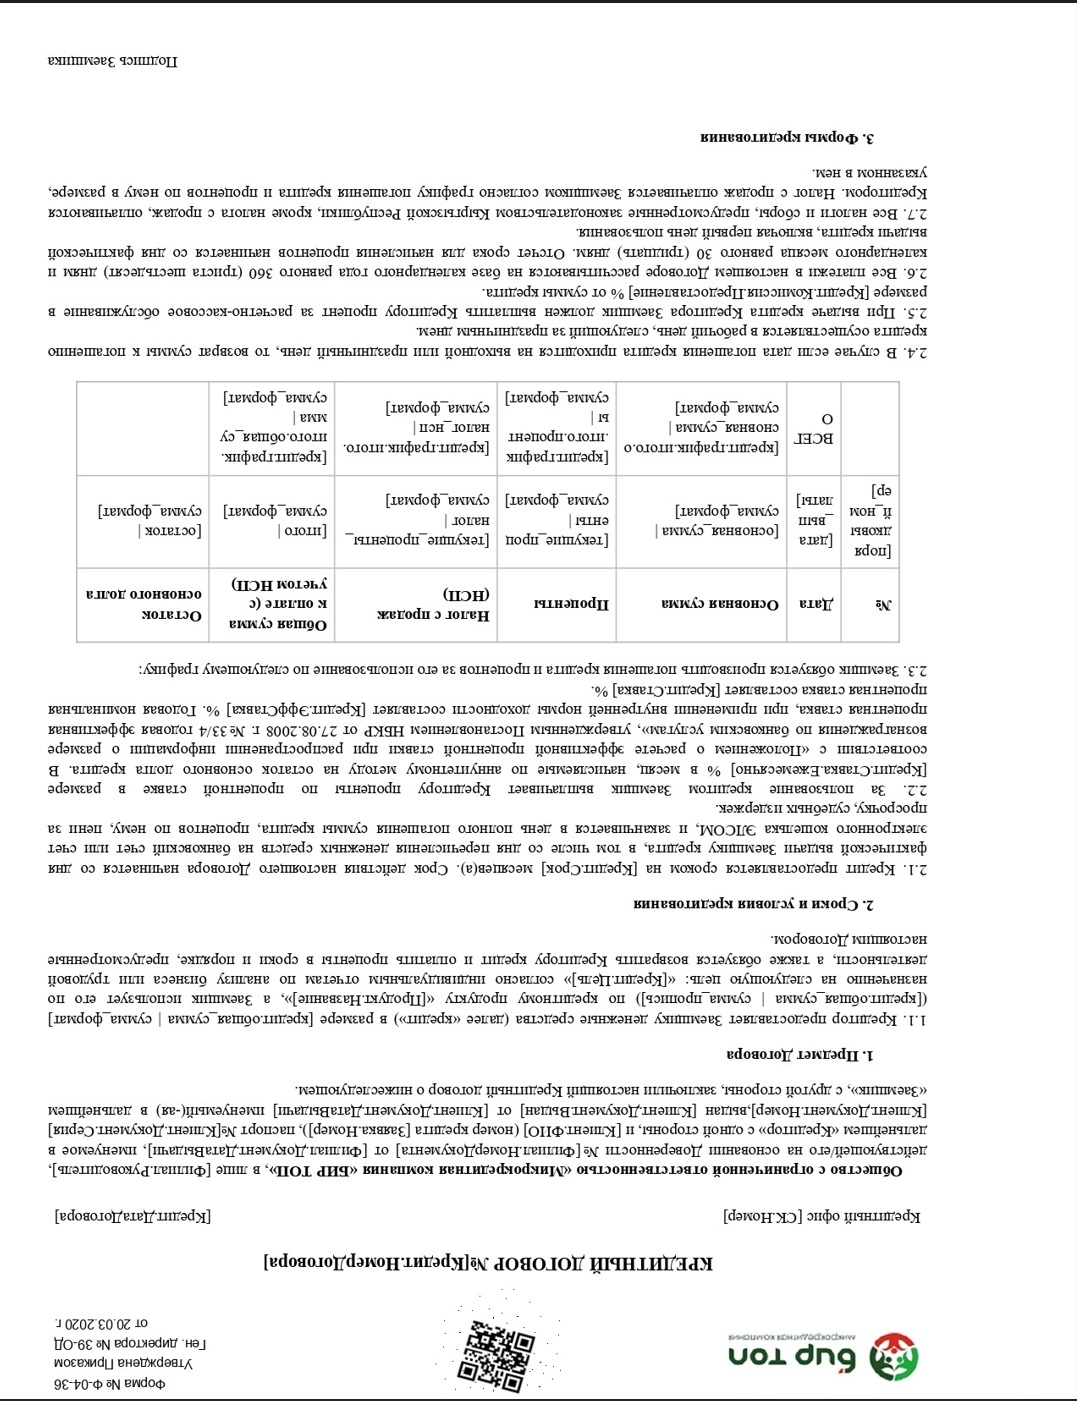 бир топ
МИКРОКРЕДИТНАЯ КОМПАНИЯ
Форма № Ф-04-36
Утверждена Приказом
Ген. директора № 39-ОД
от 20.03.2020 г.
КРЕДИТНЫЙ ДОГОВОР №[Кредит.НомерДоговора]
Кредитный офис [СК.Номер] [Кредит.ДатаДоговора]
Общество с ограниченной ответственностью «Микрокредитная компания «БИР ТОП», в лице [Филиал.Руководитель],
действующей/его на основании Доверенности №[Филиал.НомерДокумента] от [Филиал.Документ.ДатаВыдачи], именуемое в
дальнейшем «Кредитор» с одной стороны, и [Клиент.ФИО] (номер кредита [Заявка.Номер]), паспорт №[Клиент.Документ.Серия]
[Клиент.Документ.Номер],выдан [Клиент.Документ.Выдан] от [Клиент.Документ.ДатаВыдачи] именуемый(-ая) в дальнейшем
«Заемщик», с другой стороны, заключили настоящий Кредитный договор о нижеследующем.
1. Предмет Договора
1.1. Кредитор предоставляет Заемщику денежные средства (далее «кредит») в размере [кредит.общая_сумма | сумма_формат]
([кредит.общая_сумма | сумма_прописью]) по кредитному продукту «[Продукт.Название]», а Заемщик использует его по
назначению на следующую цель: «[Кредит.Цель]» согласно индивидуальным отчетам по анализу бизнеса или трудовой
деятельности, а также обязуется возвратить Кредитору кредит и оплатить проценты в сроки и порядке, предусмотренные
настоящим Договором.
2. Сроки и условия кредитования
2.1. Кредит предоставляется сроком на [Кредит.Срок] месяцев(а). Срок действия настоящего Договора начинается со дня
фактической выдачи Заемщику кредита, в том числе со дня перечисления денежных средств на банковский счет или счет
электронного кошелька ЭЛСОМ, и заканчивается в день полного погашения суммы кредита, процентов по нему, пени за
просрочку, судебных издержек.
2.2. За пользование кредитом Заемщик выплачивает Кредитору проценты по процентной ставке в размере
[Кредит.Ставка.Ежемесячно] % в месяц, начисляемые по аннуитетному методу на остаток основного долга кредита. В
соответствии с «Положением о расчете эффективной процентной ставки при распространении информации о размере
вознаграждения по банковским услугам», утвержденным Постановлением НБКР от 27.08.2008 г. № 33/4 годовая эффективная
процентная ставка, при применении внутренней нормы доходности составляет [Кредит.ЭффСтавка] %. Годовая номинальная
процентная ставка составляет [Кредит.Ставка] %.
2.3. Заемщик обязуется производить погашения кредита и процентов за его использование по следующему графику:
№ Дата Основная сумма Проценты Налог с продаж (НСП) Общая сумма к оплате (с учетом НСП) Остаток основного долга
[порядковый_номер] [дата_выплаты] [основная_сумма | сумма_формат] [текущие_проценты | сумма_формат] [текущие_проценты_налог | сумма_формат] [итого | сумма_формат] [остаток | сумма_формат]
ВСЕГО [кредит.график.итого.основная_сумма | сумма_формат] [кредит.график.итого.проценты | сумма_формат] [кредит.график.итого.налог_нсп | сумма_формат] [кредит.график.итого.общая_сумма | сумма_формат]
2.4. В случае если дата погашения кредита приходится на выходной или праздничный день, то возврат суммы к погашению
кредита осуществляется в рабочий день, следующий за праздничным днем.
2.5. При выдаче кредита Кредитора Заемщик должен выплатить Кредитору процент за расчетно-кассовое обслуживание в
размере [Кредит.Комиссия.Предоставление] % от суммы кредита.
2.6. Все платежи в настоящем Договоре рассчитываются на базе календарного года равного 360 (триста шестьдесят) дням и
календарного месяца равного 30 (тридцать) дням. Отсчет срока для начисления процентов начинается со дня фактической
выдачи кредита, включая первый день пользования.
2.7. Все налоги и сборы, предусмотренные законодательством Кыргызской Республики, кроме налога с продаж, оплачиваются
Кредитором. Налог с продаж оплачивается Заемщиком согласно графику погашения кредита и процентов по нему в размере,
указанном в нем.
3. Формы кредитования
Подпись Заемщика